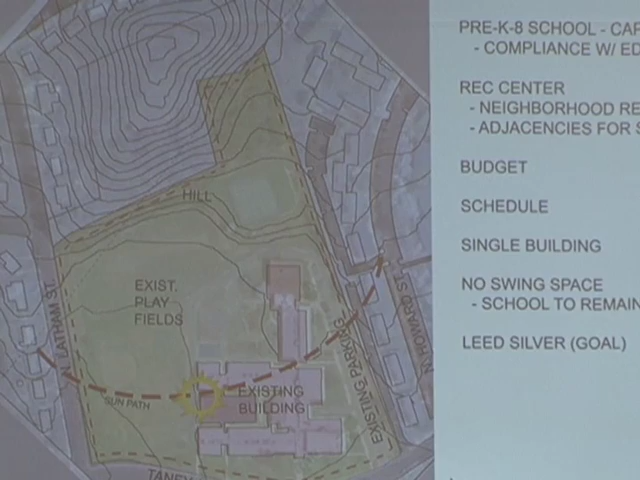 PRE-K-8 SCHOOL - CAP
- COMPLIANCE W/ ED
REC CENTER
- NEIGHBORHOOD RE
- ADJACENCIES FOR S
BUDGET
SCHEDULE
SINGLE BUILDING
NO SWING SPACE
- SCHOOL TO REMAIN
LEED SILVER (GOAL)
HILL
EXIST.
PLAY
FIELDS
N LATHAM ST.
SUN PATH
EXISTING
BUILDING
EXISTING PARKING
N HOWARD ST.
TANEY